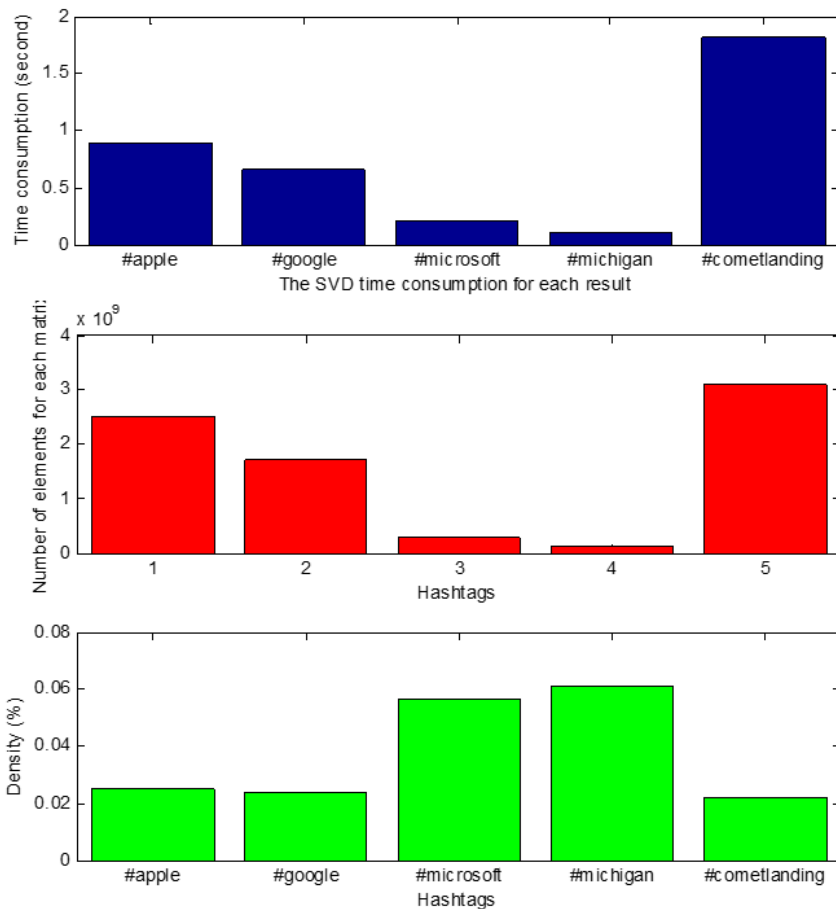 Time consumption (second)
2
1.5
1
0.5
0
#apple #google #microsoft #michigan #cometlanding
The SVD time consumption for each result
Number of elements for each matrix
x 10^9
4
3
2
1
0
1 2 3 4 5
Hashtags
Density (%)
0.08
0.06
0.04
0.02
0
#apple #google #microsoft #michigan #cometlanding
Hashtags